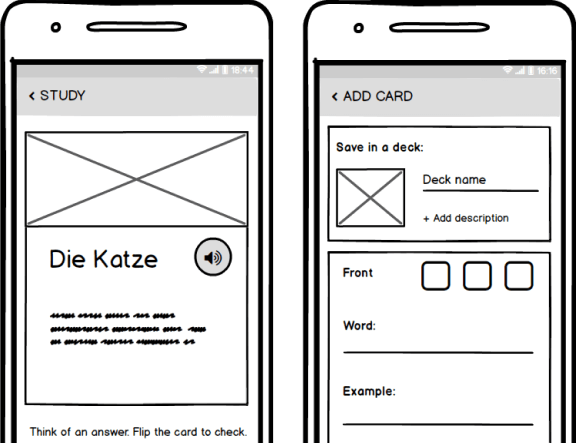 18:44
< STUDY
Die Katze
Think of an answer. Flip the card to check.
16:16
< ADD CARD
Save in a deck:
Deck name
+ Add description
Front
Word:
Example: